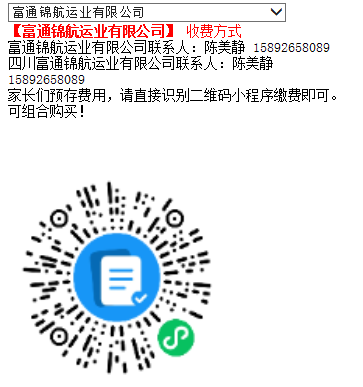 富通锦航运业有限公司
【富通锦航运业有限公司】 收费方式
富通锦航运业有限公司联系人：陈美静 15892658089
四川富通锦航运业有限公司联系人：陈美静
15892658089
家长们预存费用，请直接识别二维码小程序缴费即可。
可组合购买！